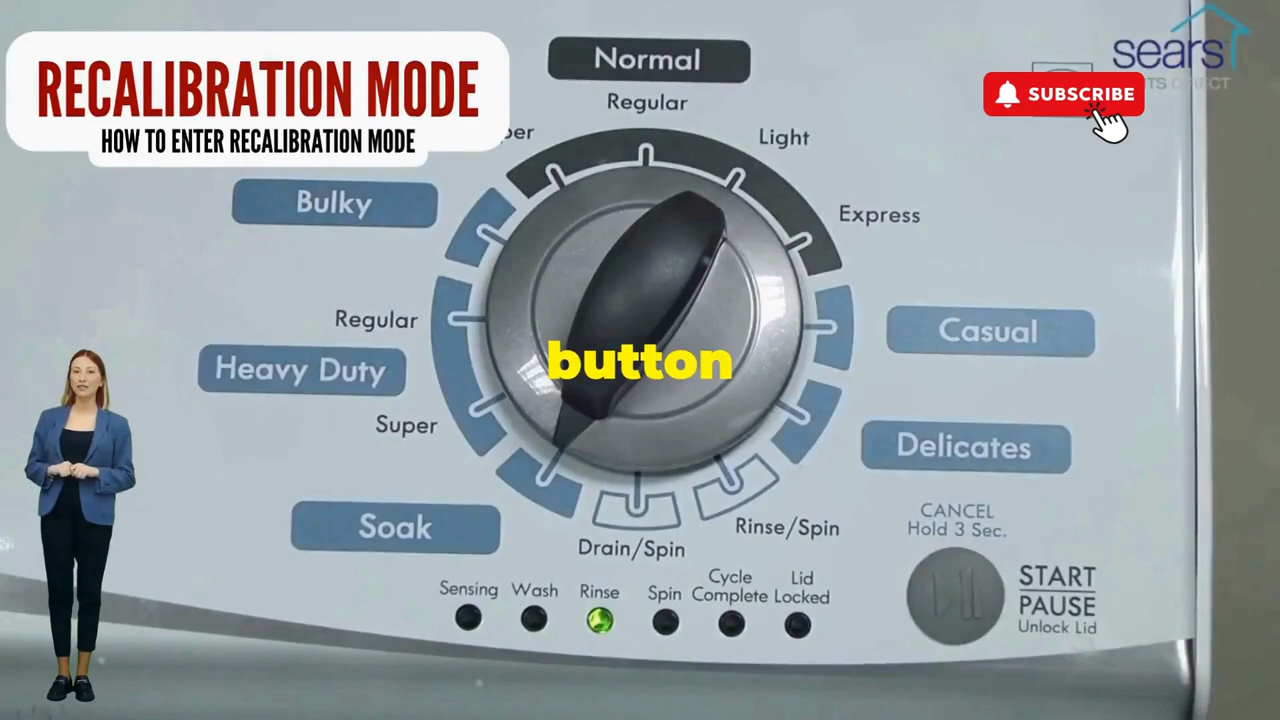 RECALIBRATION MODE
HOW TO ENTER RECALIBRATION MODE
sears
SUBSCRIBE
Normal
Regular
Light
Express
Bulky
Regular
Heavy Duty
Super
Soak
button
Casual
Delicates
Rinse/Spin
Drain/Spin
CANCEL
Hold 3 Sec.
START
PAUSE
Unlock Lid
Sensing
Wash
Rinse
Spin
Cycle Complete
Lid Locked